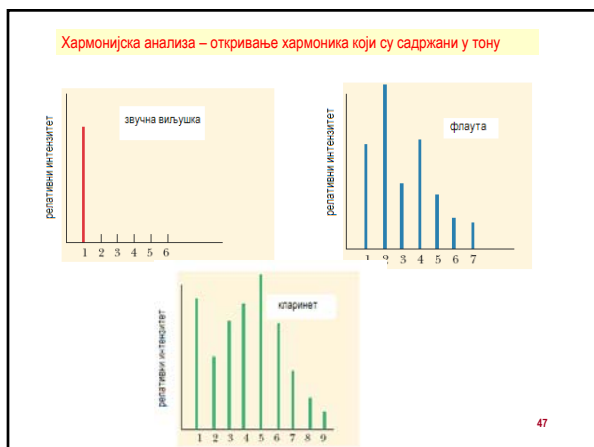 Хармонијска анализа – откривање хармоника који су садржани у тону
релативни интензитет
звучна виљушка
1 2 3 4 5 6
релативни интензитет
флаута
1 2 3 4 5 6 7
релативни интензитет
кларинет
1 2 3 4 5 6 7 8 9
47